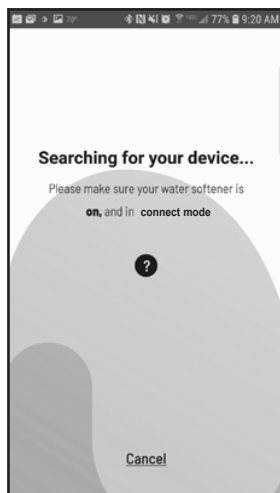 70° 77% 9:20 AM
Searching for your device...
Please make sure your water softener is
on, and in connect mode
?
Cancel